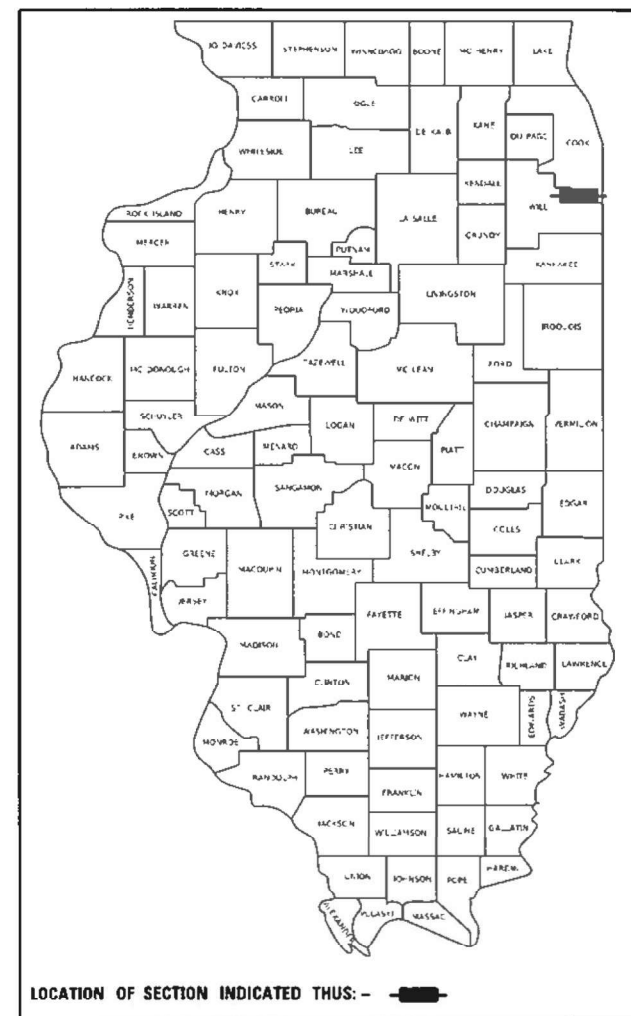 JO DAVIESS STEPHENSON WINNEBAGO BOONE MC HENRY LAKE
CARROLL OGLE DE KALB KANE DU PAGE COOK
WHITESIDE LEE KENDALL WILL
ROCK ISLAND HENRY BUREAU LA SALLE GRUNDY
MERCER PUTNAM KANKAKEE
STARK MARSHALL
HENDERSON WARREN KNOX PEORIA WOODFORD LIVINGSTON IROQUOIS
HANCOCK MC DONOUGH FULTON TAZEWELL MC LEAN FORD
SCHUYLER MASON LOGAN DE WITT CHAMPAIGN VERMILION
ADAMS BROWN CASS MENARD MACON PIATT
PIKE SCOTT MORGAN SANGAMON CHRISTIAN MOULTRIE DOUGLAS EDGAR
COLES
CALHOUN GREENE MACOUPIN MONTGOMERY SHELBY CUMBERLAND CLARK
JERSEY FAYETTE EFFINGHAM JASPER CRAWFORD
MADISON BOND CLAY RICHLAND LAWRENCE
CLINTON MARION
ST. CLAIR WAYNE EDWARDS WABASH
MONROE WASHINGTON JEFFERSON
RANDOLPH PERRY FRANKLIN HAMILTON WHITE
JACKSON WILLIAMSON SALINE GALLATIN
UNION JOHNSON POPE HARDIN
ALEXANDER PULASKI MASSAC
LOCATION OF SECTION INDICATED THUS: -